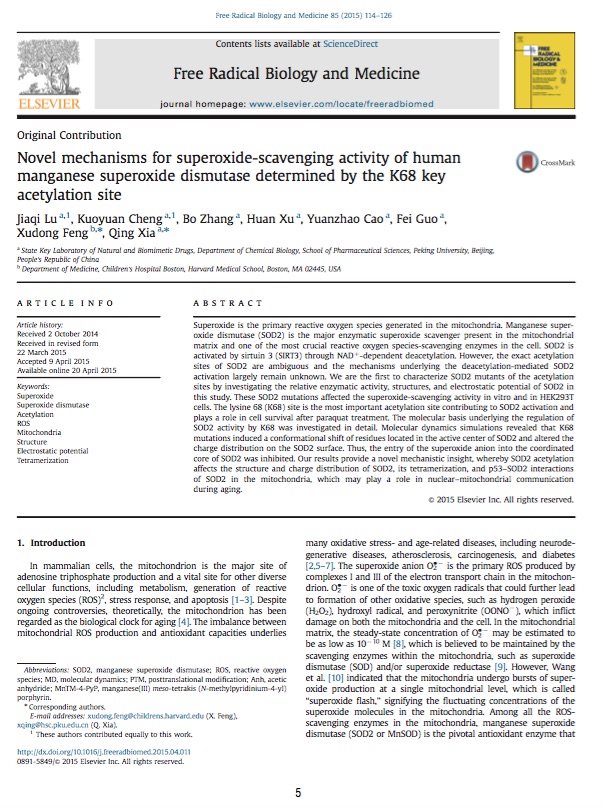 Free Radical Biology and Medicine 85 (2015) 114–126
Contents lists available at ScienceDirect
Free Radical Biology and Medicine
journal homepage: www.elsevier.com/locate/freeradbiomed
ELSEVIER
Original Contribution
Novel mechanisms for superoxide-scavenging activity of human
manganese superoxide dismutase determined by the K68 key
acetylation site
CrossMark
Jiaqi Lu a,1, Kuoyuan Cheng a,1, Bo Zhang a, Huan Xu a, Yuanzhao Cao a, Fei Guo a,
Xudong Feng b,*, Qing Xia a,*
a State Key Laboratory of Natural and Biomimetic Drugs, Department of Chemical Biology, School of Pharmaceutical Sciences, Peking University, Beijing,
People's Republic of China
b Department of Medicine, Children's Hospital Boston, Harvard Medical School, Boston, MA 02445, USA
ARTICLE INFO
Article history:
Received 2 October 2014
Received in revised form
22 March 2015
Accepted 9 April 2015
Available online 20 April 2015
Keywords:
Superoxide
Superoxide dismutase
Acetylation
ROS
Mitochondria
Structure
Electrostatic potential
Tetramerization
ABSTRACT
Superoxide is the primary reactive oxygen species generated in the mitochondria. Manganese super-
oxide dismutase (SOD2) is the major enzymatic superoxide scavenger present in the mitochondrial
matrix and one of the most crucial reactive oxygen species-scavenging enzymes in the cell. SOD2 is
activated by sirtuin 3 (SIRT3) through NAD+-dependent deacetylation. However, the exact acetylation
sites of SOD2 are ambiguous and the mechanisms underlying the deacetylation-mediated SOD2
activation largely remain unknown. We are the first to characterize SOD2 mutants of the acetylation
sites by investigating the relative enzymatic activity, structures, and electrostatic potential of SOD2 in
this study. These SOD2 mutations affected the superoxide-scavenging activity in vitro and in HEK293T
cells. The lysine 68 (K68) site is the most important acetylation site contributing to SOD2 activation and
plays a role in cell survival after paraquat treatment. The molecular basis underlying the regulation of
SOD2 activity by K68 was investigated in detail. Molecular dynamics simulations revealed that K68
mutations induced a conformational shift of residues located in the active center of SOD2 and altered the
charge distribution on the SOD2 surface. Thus, the entry of the superoxide anion into the coordinated
core of SOD2 was inhibited. Our results provide a novel mechanistic insight, whereby SOD2 acetylation
affects the structure and charge distribution of SOD2, its tetramerization, and p53–SOD2 interactions
of SOD2 in the mitochondria, which may play a role in nuclear–mitochondrial communication
during aging.
© 2015 Elsevier Inc. All rights reserved.
1. Introduction
In mammalian cells, the mitochondrion is the major site of
adenosine triphosphate production and a vital site for other diverse
cellular functions, including metabolism, generation of reactive
oxygen species (ROS)2, stress response, and apoptosis [1–3]. Despite
ongoing controversies, theoretically, the mitochondrion has been
regarded as the biological clock for aging [4]. The imbalance between
mitochondrial ROS production and antioxidant capacities underlies
Abbreviations: SOD2, manganese superoxide dismutase; ROS, reactive oxygen
species; MD, molecular dynamics; PTM, posttranslational modification; Anh, acetic
anhydride; MnTM-4-PyP, manganese(III) meso-tetrakis (N-methylpyridinium-4-yl)
porphyrin.
* Corresponding authors.
E-mail addresses: xudong.feng@childrens.harvard.edu (X. Feng),
xqing@hsc.pku.edu.cn (Q. Xia).
1 These authors contributed equally to this work.
http://dx.doi.org/10.1016/j.freeradbiomed.2015.04.011
0891-5849/© 2015 Elsevier Inc. All rights reserved.
many oxidative stress- and age-related diseases, including neurode-
generative diseases, atherosclerosis, carcinogenesis, and diabetes
[2,5–7]. The superoxide anion O2•− is the primary ROS produced by
complexes I and III of the electron transport chain in the mitochon-
drion. O2•− is one of the toxic oxygen radicals that could further lead
to formation of other oxidative species, such as hydrogen peroxide
(H2O2), hydroxyl radical, and peroxynitrite (OONO−), which inflict
damage on both the mitochondria and the cell. In the mitochondrial
matrix, the steady-state concentration of O2•− may be estimated to
be as low as 10−10 M [8], which is believed to be maintained by the
scavenging enzymes within the mitochondria, such as superoxide
dismutase (SOD) and/or superoxide reductase [9]. However, Wang
et al. [10] indicated that the mitochondria undergo bursts of super-
oxide production at a single mitochondrial level, which is called
“superoxide flash,” signifying the fluctuating concentrations of the
superoxide molecules in the mitochondria. Among all the ROS-
scavenging enzymes in the mitochondria, manganese superoxide
dismutase (SOD2 or MnSOD) is the pivotal antioxidant enzyme that
5